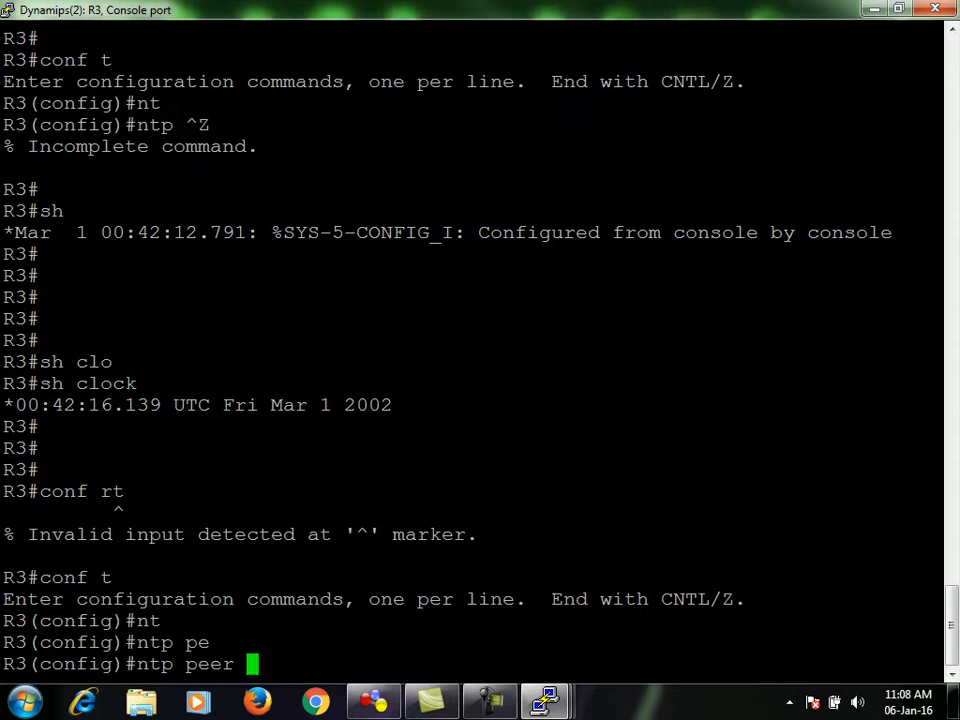 Dynamips(2): R3, Console port
R3#
R3#conf t
Enter configuration commands, one per line.  End with CNTL/Z.
R3(config)#nt
R3(config)#ntp ^Z
% Incomplete command.
R3#
R3#sh
*Mar  1 00:42:12.791: %SYS-5-CONFIG_I: Configured from console by console
R3#
R3#
R3#
R3#
R3#
R3#sh clo
R3#sh clock
*00:42:16.139 UTC Fri Mar 1 2002
R3#
R3#
R3#
R3#conf rt
^
% Invalid input detected at '^' marker.
R3#conf t
Enter configuration commands, one per line.  End with CNTL/Z.
R3(config)#nt
R3(config)#ntp pe
R3(config)#ntp peer
11:08 AM
06-Jan-16